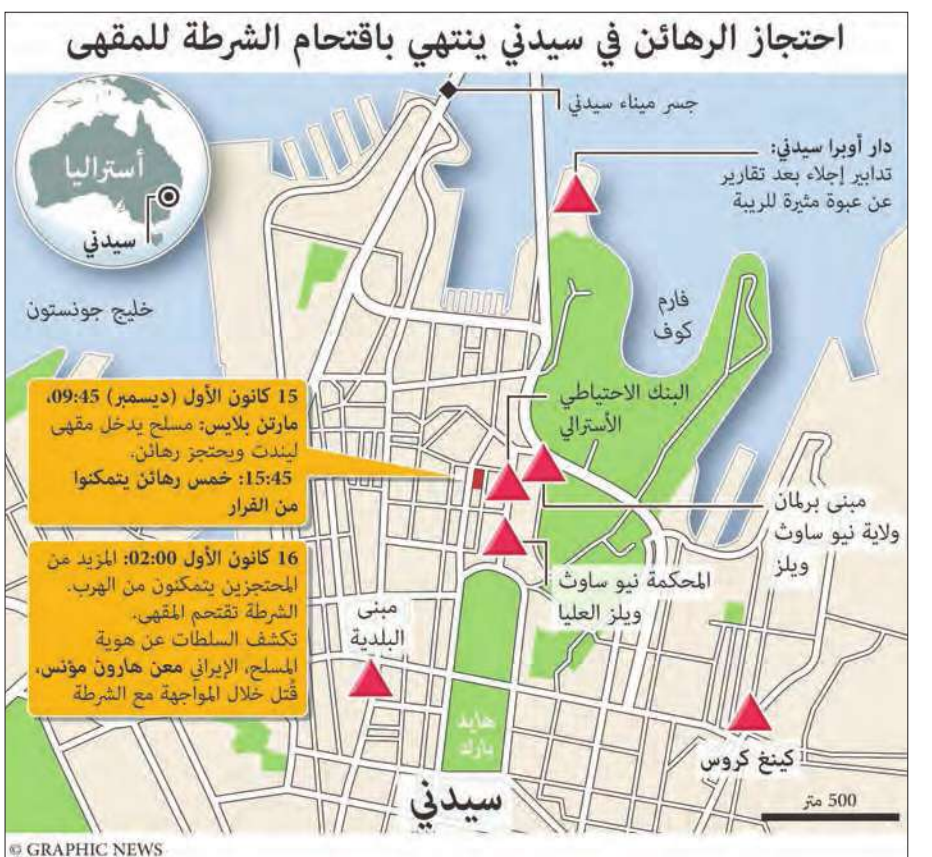 احتجاز الرهائن في سيدني ينتهي باقتحام الشرطة للمقهى
جسر ميناء سيدني
دار أوبرا سيدني:
تدابير إجلاء بعد تقارير
عن عبوة مثيرة للريبة
أستراليا
سيدني
خليج جونستون
فارم
كوف
البنك الاحتياطي
الأسترالي
15 كانون الأول (ديسمبر) 09:45،
مارتن بلايس: مسلح يدخل مقهى
ليندت ويحتجز رهائن.
15:45: خمس رهائن يتمكنوا
من الفرار
مبنى برلمان
ولاية نيو ساوث
ويلز
16 كانون الأول 02:00: المزيد من
المحتجزين يتمكنون من الهرب.
الشرطة تقتحم المقهى.
تكشف السلطات عن هوية
المسلح، الإيراني معن هارون مؤنس،
قُتل خلال المواجهة مع الشرطة
المحكمة نيو ساوث
ويلز العليا
مبنى
البلدية
هايد
بارك
كينغ كروس
سيدني
500 متر
© GRAPHIC NEWS